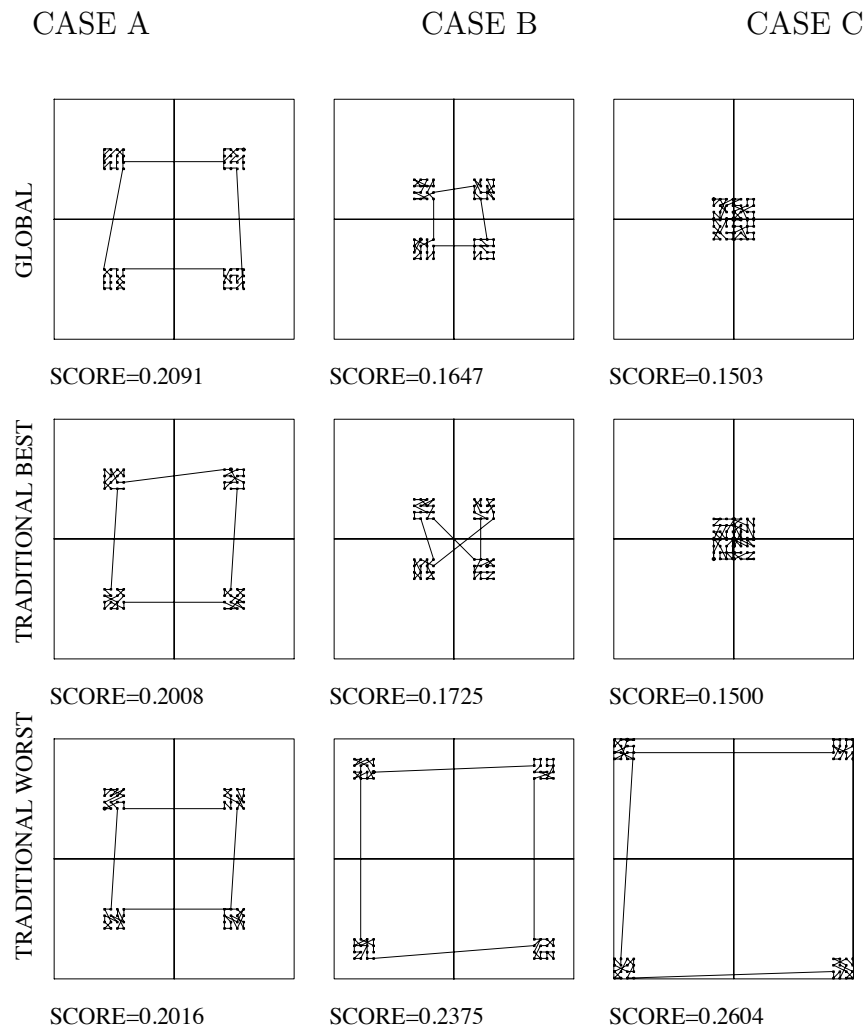 CASE A
CASE B
CASE C
GLOBAL
SCORE=0.2091
SCORE=0.1647
SCORE=0.1503
TRADITIONAL BEST
SCORE=0.2008
SCORE=0.1725
SCORE=0.1500
TRADITIONAL WORST
SCORE=0.2016
SCORE=0.2375
SCORE=0.2604